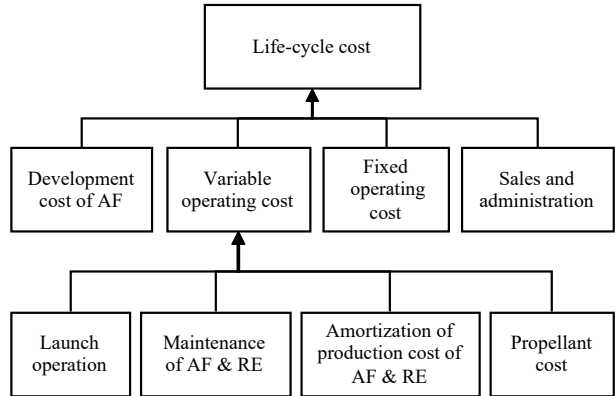 Life-cycle cost
Development
cost of AF
Variable
operating cost
Fixed
operating
cost
Sales and
administration
Launch
operation
Maintenance
of AF & RE
Amortization of
production cost of
AF & RE
Propellant
cost